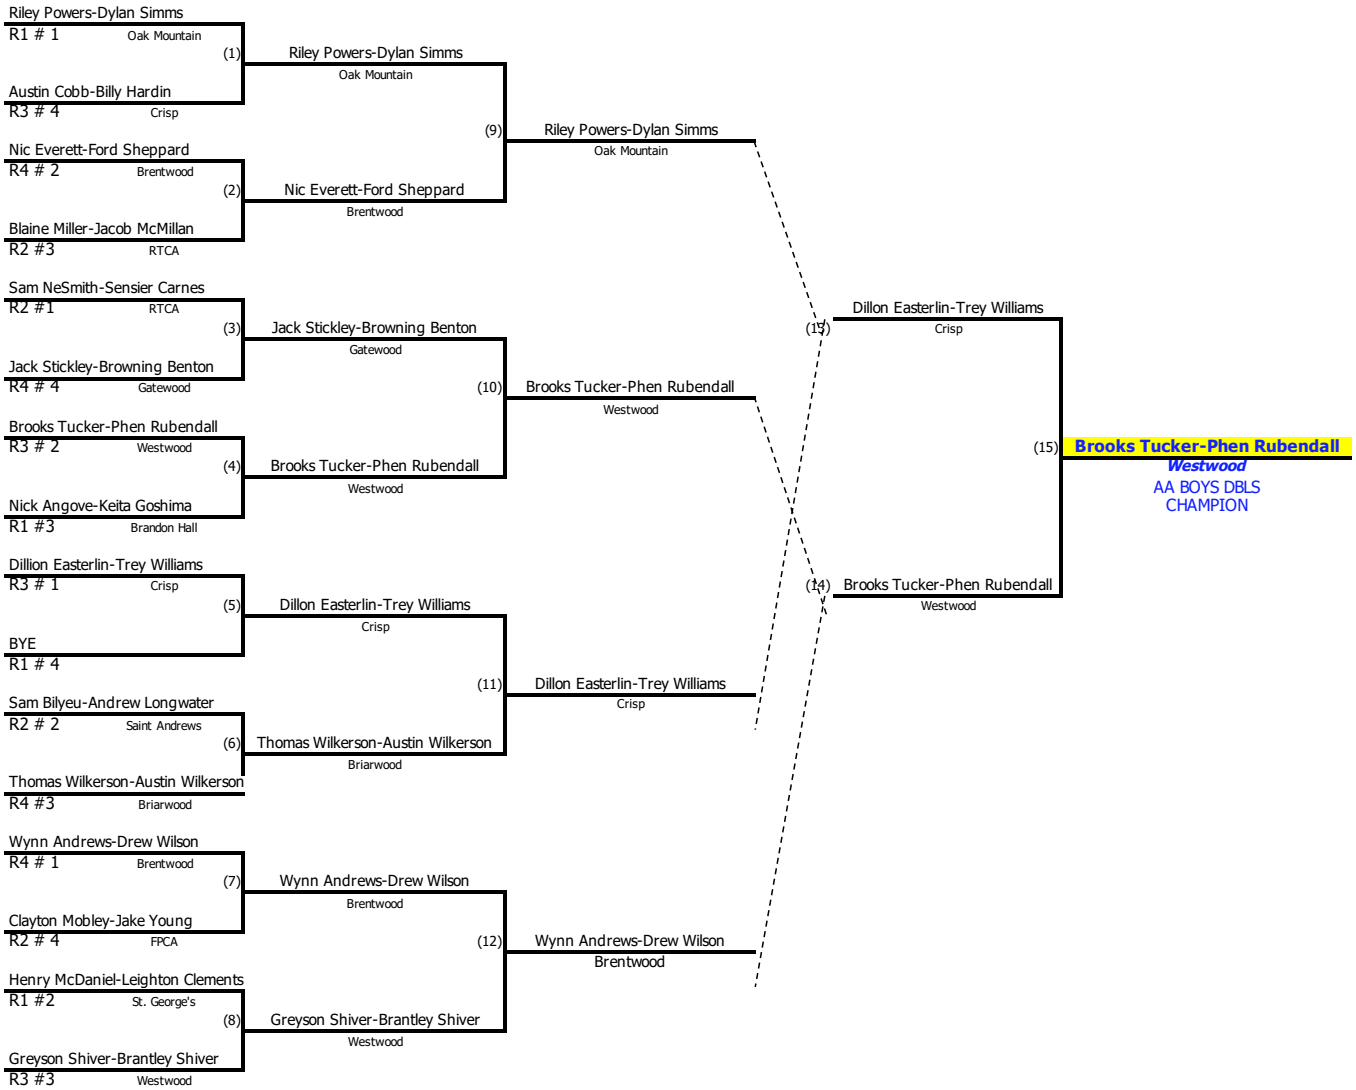 Riley Powers-Dylan Simms
R1 # 1 Oak Mountain
(1)
Austin Cobb-Billy Hardin
R3 # 4 Crisp
Nic Everett-Ford Sheppard
R4 # 2 Brentwood
(2)
Blaine Miller-Jacob McMillan
R2 #3 RTCA
Sam NeSmith-Sensier Carnes
R2 #1 RTCA
(3)
Jack Stickley-Browning Benton
R4 # 4 Gatewood
Brooks Tucker-Phen Rubendall
R3 # 2 Westwood
(4)
Nick Angove-Keita Goshima
R1 #3 Brandon Hall
Dillion Easterlin-Trey Williams
R3 # 1 Crisp
(5)
BYE
R1 # 4
Sam Bilyeu-Andrew Longwater
R2 # 2 Saint Andrews
(6)
Thomas Wilkerson-Austin Wilkerson
R4 #3 Briarwood
Wynn Andrews-Drew Wilson
R4 # 1 Brentwood
(7)
Clayton Mobley-Jake Young
R2 # 4 FPCA
Henry McDaniel-Leighton Clements
R1 #2 St. George's
(8)
Greyson Shiver-Brantley Shiver
R3 #3 Westwood
Riley Powers-Dylan Simms
Oak Mountain
(9)
Nic Everett-Ford Sheppard
Brentwood
Jack Stickley-Browning Benton
Gatewood
(10)
Brooks Tucker-Phen Rubendall
Westwood
Dillon Easterlin-Trey Williams
Crisp
(11)
Thomas Wilkerson-Austin Wilkerson
Briarwood
Wynn Andrews-Drew Wilson
Brentwood
(12)
Greyson Shiver-Brantley Shiver
Westwood
Riley Powers-Dylan Simms
Oak Mountain
Brooks Tucker-Phen Rubendall
Westwood
Dillon Easterlin-Trey Williams
Crisp
Wynn Andrews-Drew Wilson
Brentwood
(13)
Dillon Easterlin-Trey Williams
Crisp
(14)
Brooks Tucker-Phen Rubendall
Westwood
(15)
Brooks Tucker-Phen Rubendall
Westwood
AA BOYS DBLS
CHAMPION